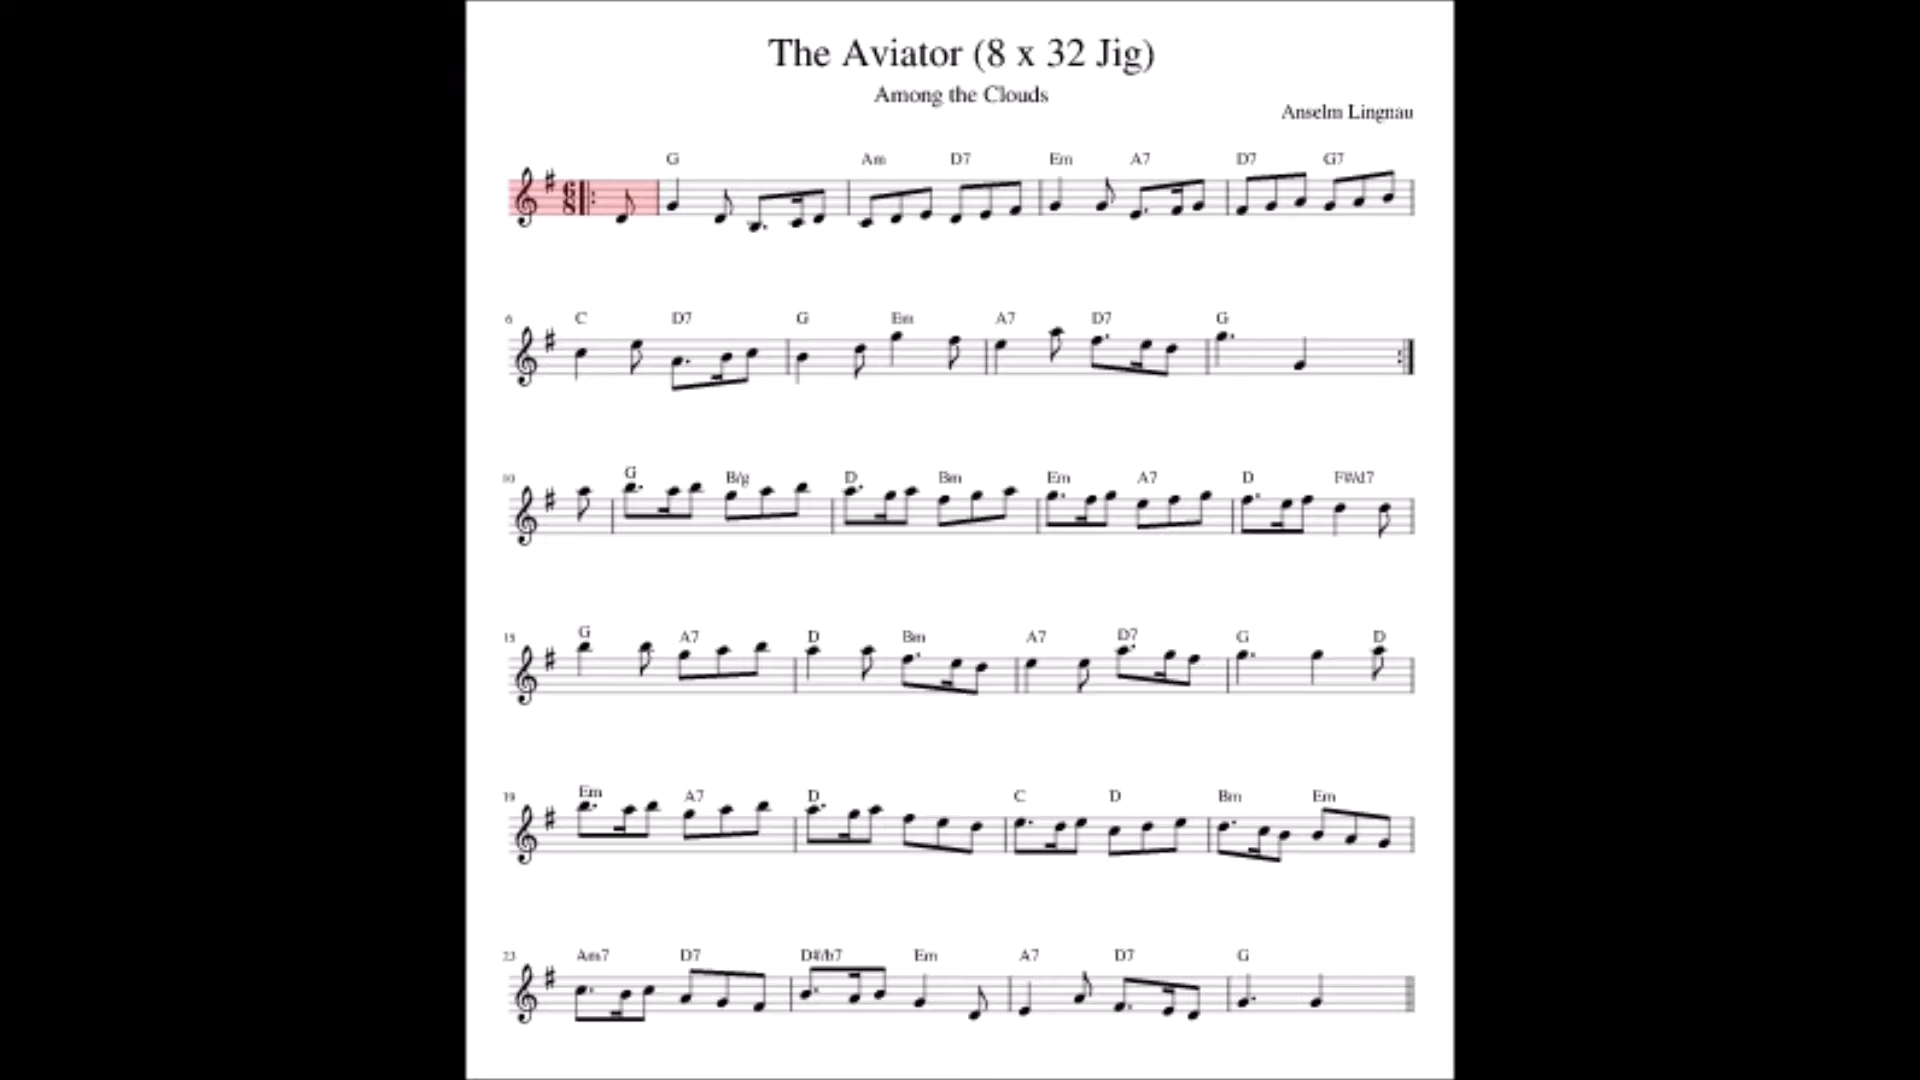 The Aviator (8 x 32 Jig)
Among the Clouds
Anselm Lingnau
G Am D7 Em A7 D7 G7
6 8
6 C D7 G Em A7 D7 G
10 G B/g D Bm Em A7 D F#/d7
15 G A7 D Bm A7 D7 G D
19 Em A7 D C D Bm Em
23 Am7 D7 D#/b7 Em A7 D7 G